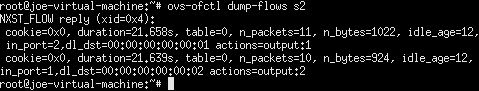 root@joe-virtual-machine:~# ovs-ofctl dump-flows s2
NXST_FLOW reply (xid=0x4):
 cookie=0x0, duration=21.658s, table=0, n_packets=11, n_bytes=1022, idle_age=12,
 in_port=2,dl_dst=00:00:00:00:00:01 actions=output:1
 cookie=0x0, duration=21.639s, table=0, n_packets=10, n_bytes=924, idle_age=12,
in_port=1,dl_dst=00:00:00:00:00:02 actions=output:2
root@joe-virtual-machine:~#